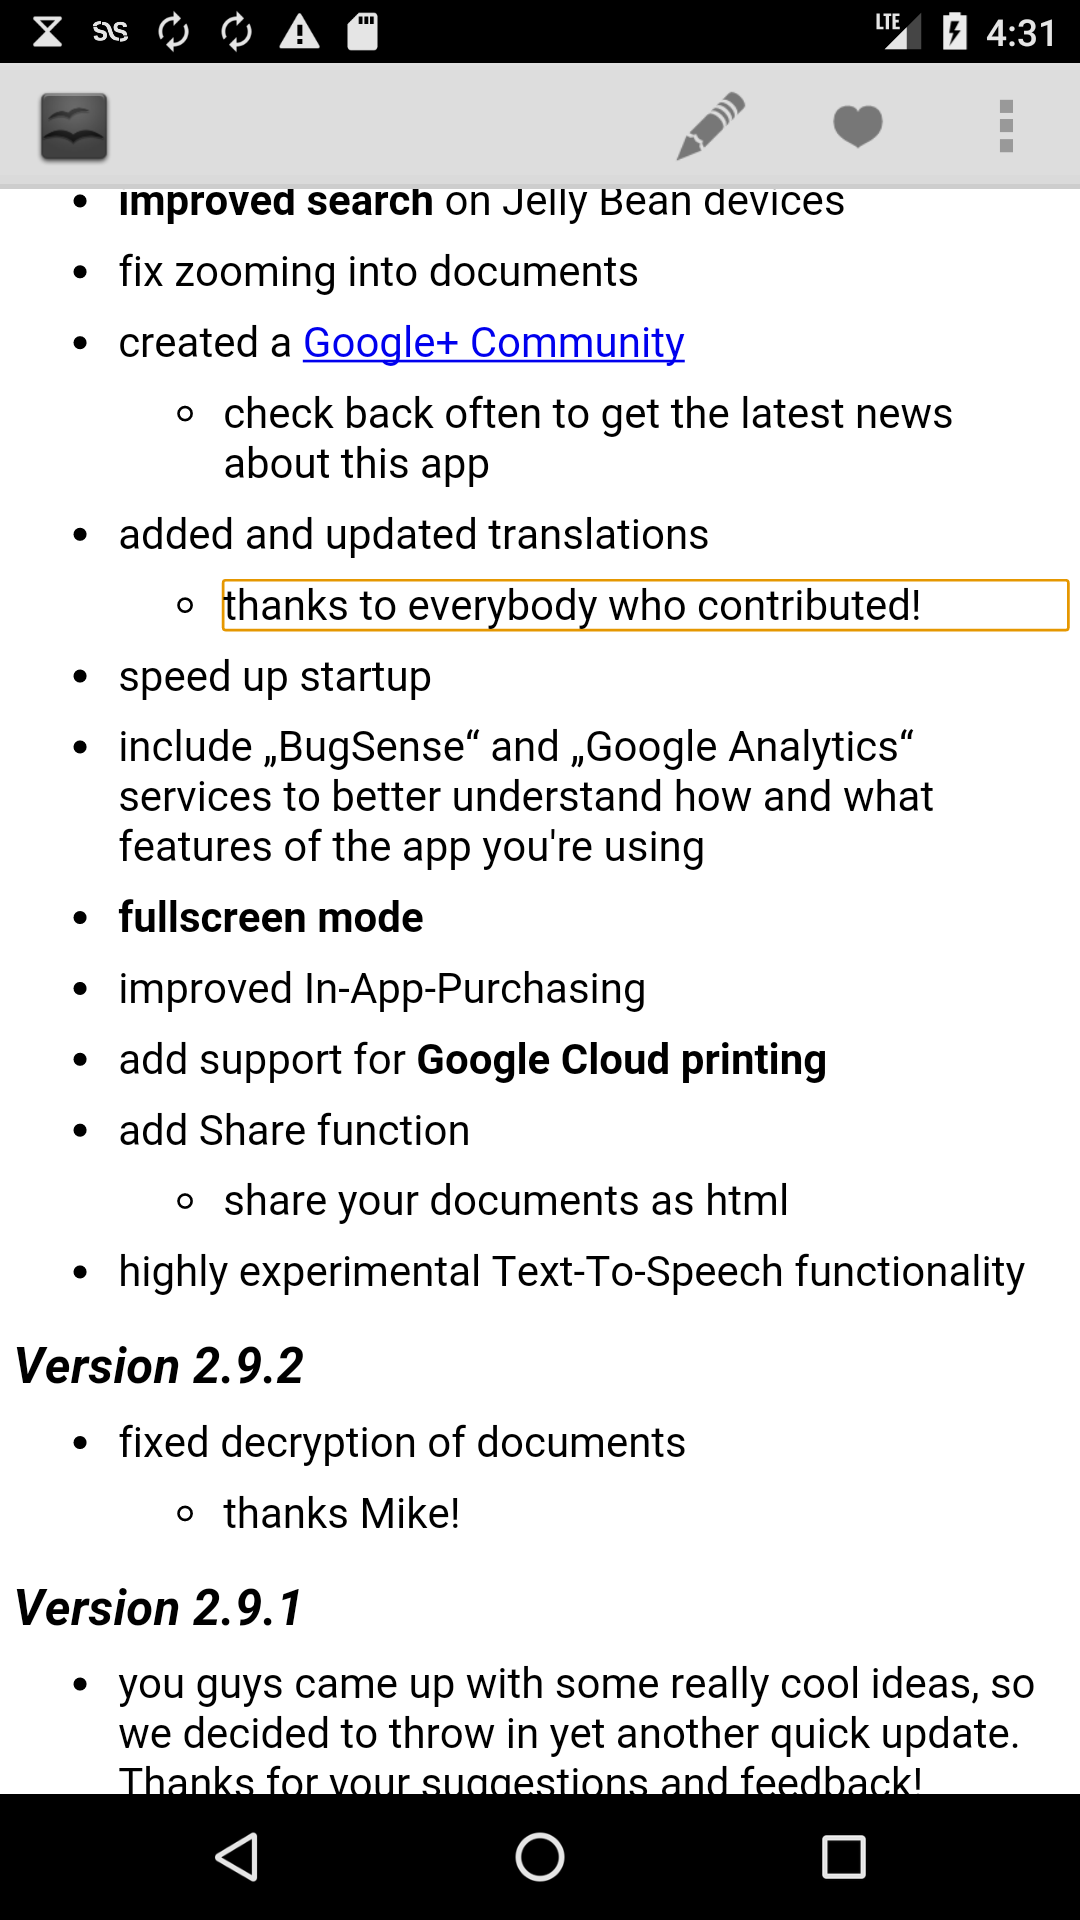 LTE 4:31
improved search on Jelly Bean devices
fix zooming into documents
created a Google+ Community
check back often to get the latest news
about this app
added and updated translations
thanks to everybody who contributed!
speed up startup
include „BugSense“ and „Google Analytics“
services to better understand how and what
features of the app you're using
fullscreen mode
improved In-App-Purchasing
add support for Google Cloud printing
add Share function
share your documents as html
highly experimental Text-To-Speech functionality
Version 2.9.2
fixed decryption of documents
thanks Mike!
Version 2.9.1
you guys came up with some really cool ideas, so
we decided to throw in yet another quick update.
Thanks for your suggestions and feedback!